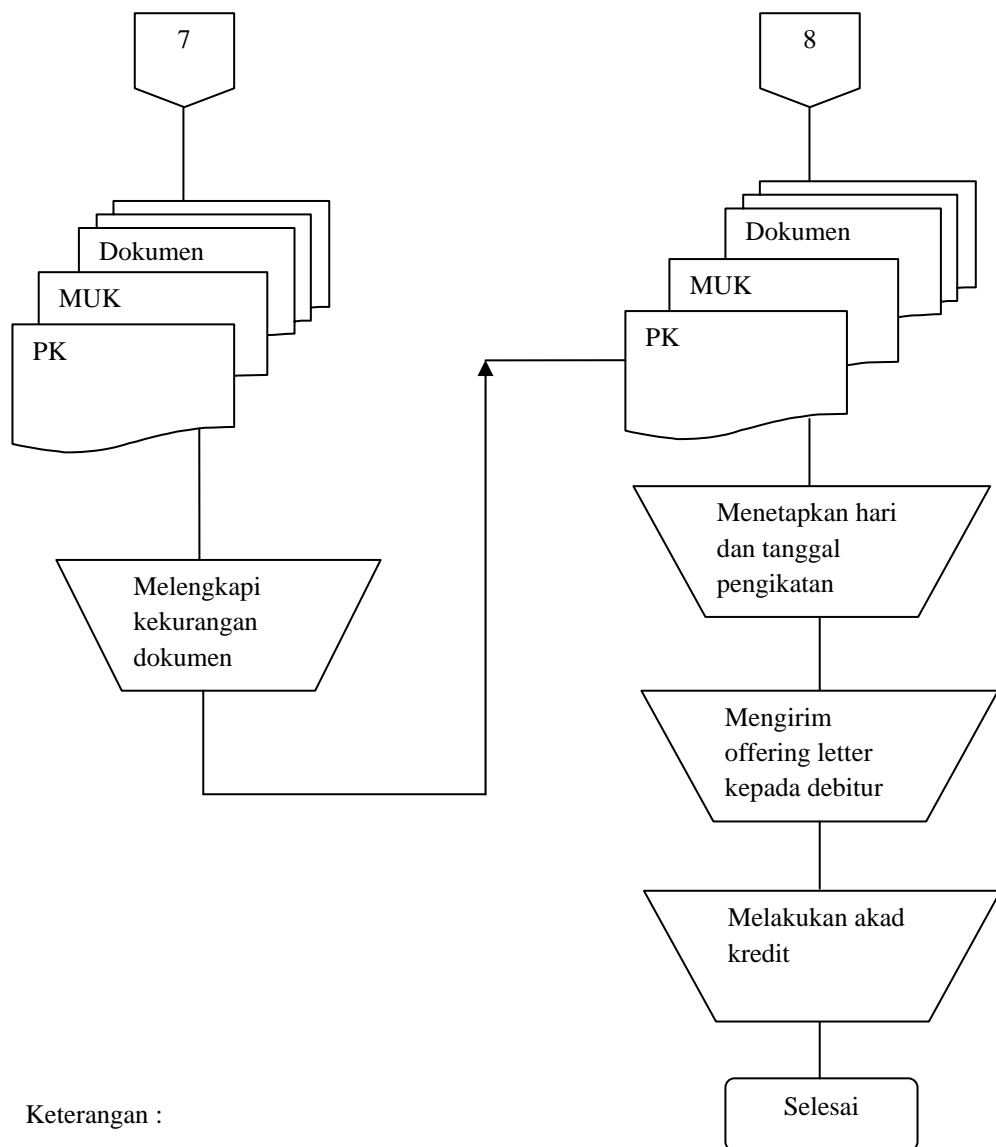 7
Dokumen
MUK
PK
Melengkapi
kekurangan
dokumen
8
Dokumen
MUK
PK
Menetapkan hari
dan tanggal
pengikatan
Mengirim
offering letter
kepada debitur
Melakukan akad
kredit
Selesai
Keterangan :